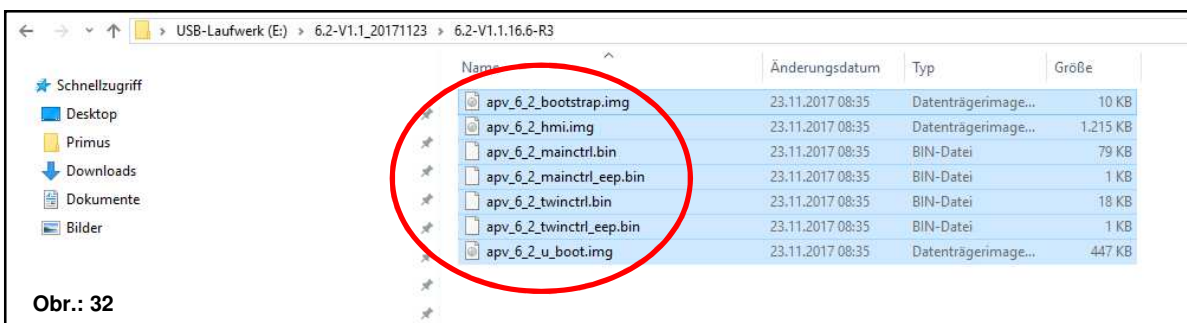 USB-Laufwerk (E:) > 6.2-V1.1_20171123 > 6.2-V1.1.16.6-R3
Name Änderungsdatum Typ Größe
Schnellzugriff
Desktop
Primus
Downloads
Dokumente
Bilder
apv_6_2_bootstrap.img 23.11.2017 08:35 Datenträgerimage... 10 KB
apv_6_2_hmi.img 23.11.2017 08:35 Datenträgerimage... 1.215 KB
apv_6_2_mainctrl.bin 23.11.2017 08:35 BIN-Datei 79 KB
apv_6_2_mainctrl_eep.bin 23.11.2017 08:35 BIN-Datei 1 KB
apv_6_2_twinctrl.bin 23.11.2017 08:35 BIN-Datei 18 KB
apv_6_2_twinctrl_eep.bin 23.11.2017 08:35 BIN-Datei 1 KB
apv_6_2_u_boot.img 23.11.2017 08:35 Datenträgerimage... 447 KB
Obr.: 32